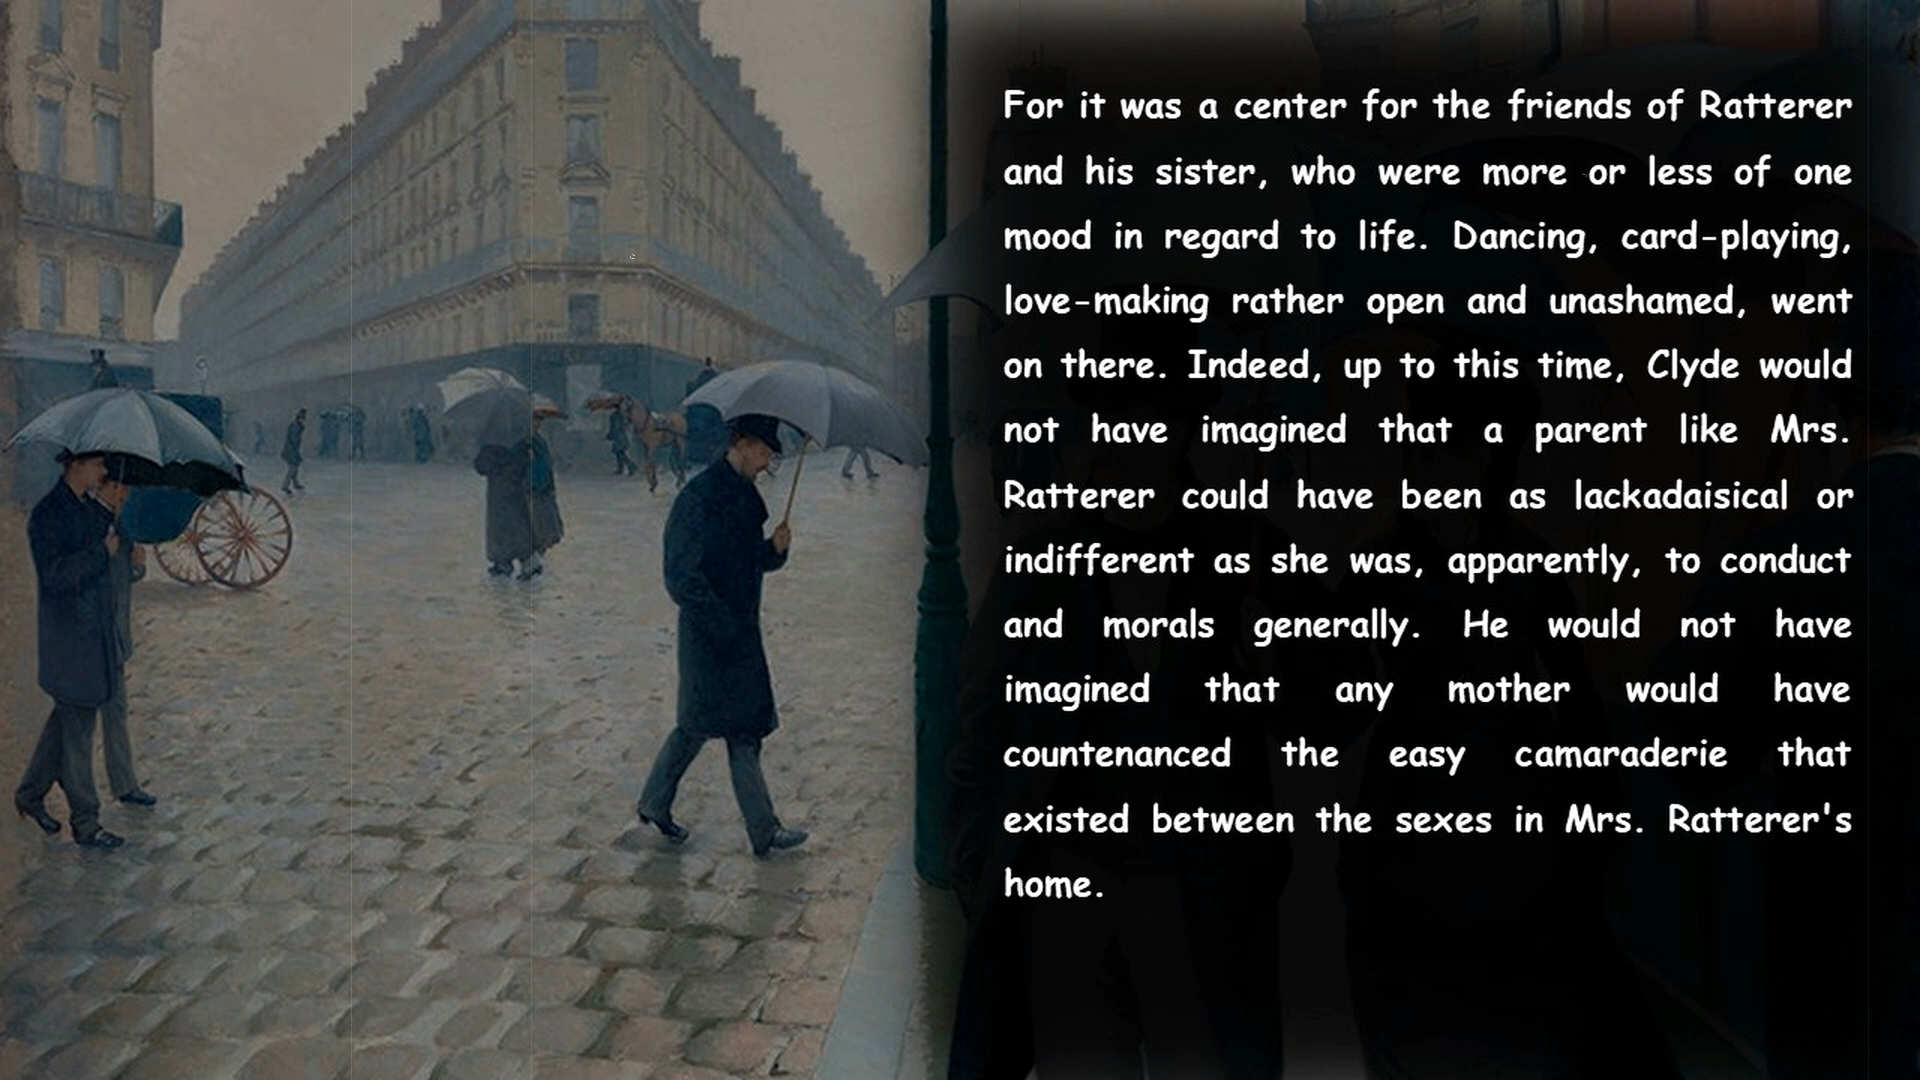 For it was a center for the friends of Ratterer
and his sister, who were more or less of one
mood in regard to life. Dancing, card-playing,
love-making rather open and unashamed, went
on there. Indeed, up to this time, Clyde would
not have imagined that a parent like Mrs.
Ratterer could have been as lackadaisical or
indifferent as she was, apparently, to conduct
and morals generally. He would not have
imagined that any mother would have
countenanced the easy camaraderie that
existed between the sexes in Mrs. Ratterer's
home.